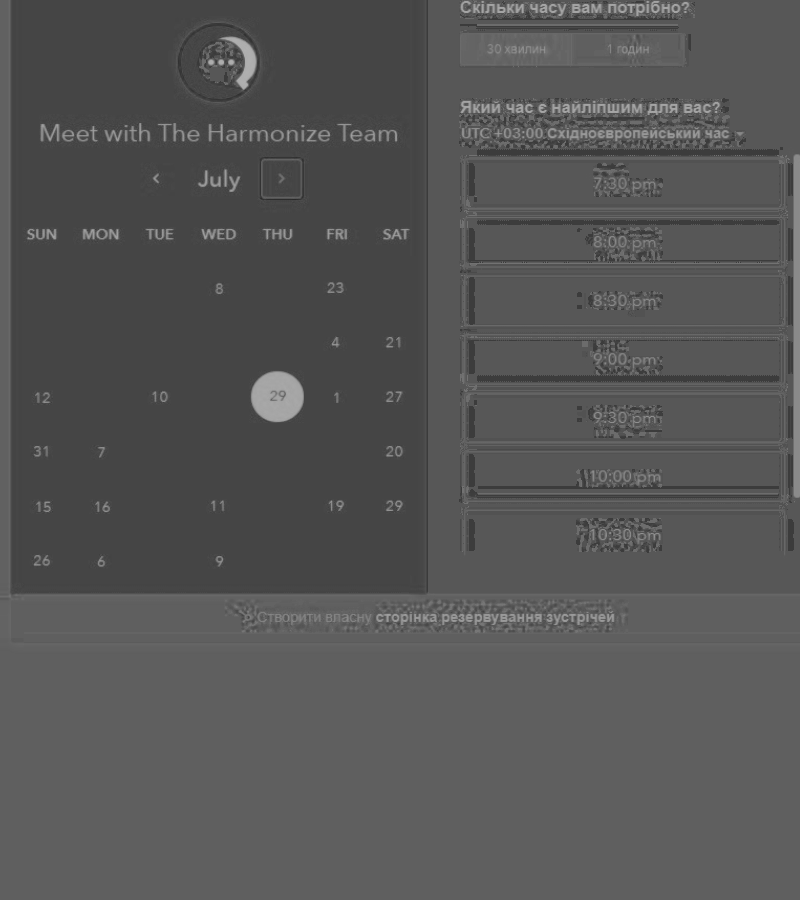 Meet with The Harmonize Team
July
SUN MON TUE WED THU FRI SAT
8 23
4 21
12 10 29 1 27
31 7 20
15 16 11 19 29
26 6 9
Скільки часу вам потрібно?
30 хвилин 1 годин
Який час є найліпшим для вас?
UTC +03:00 Східноєвропейський час
7:30 pm
8:00 pm
8:30 pm
9:00 pm
9:30 pm
10:00 pm
10:30 pm
Створити власну сторінка резервування зустрічей